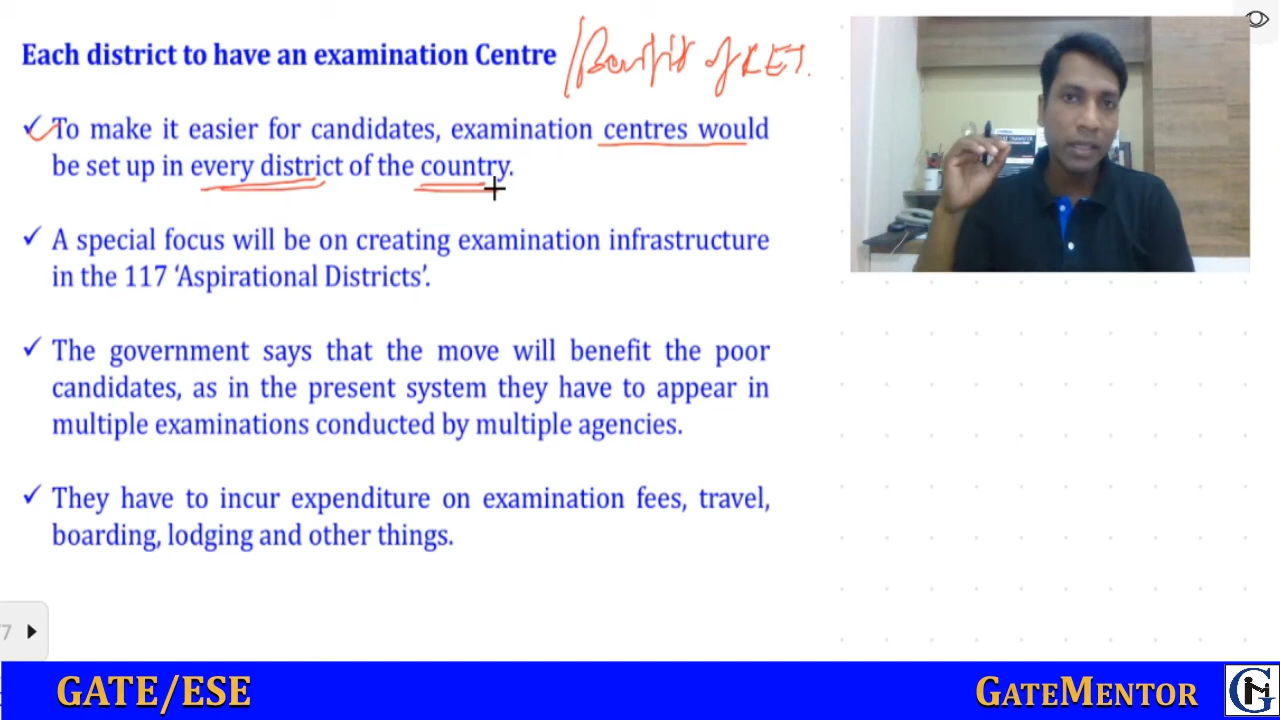 Each district to have an examination Centre / Benefit of CET.
✓ To make it easier for candidates, examination centres would
be set up in every district of the country.
✓ A special focus will be on creating examination infrastructure
in the 117 ‘Aspirational Districts’.
✓ The government says that the move will benefit the poor
candidates, as in the present system they have to appear in
multiple examinations conducted by multiple agencies.
✓ They have to incur expenditure on examination fees, travel,
boarding, lodging and other things.
7
GATE/ESE
GATEMENTOR